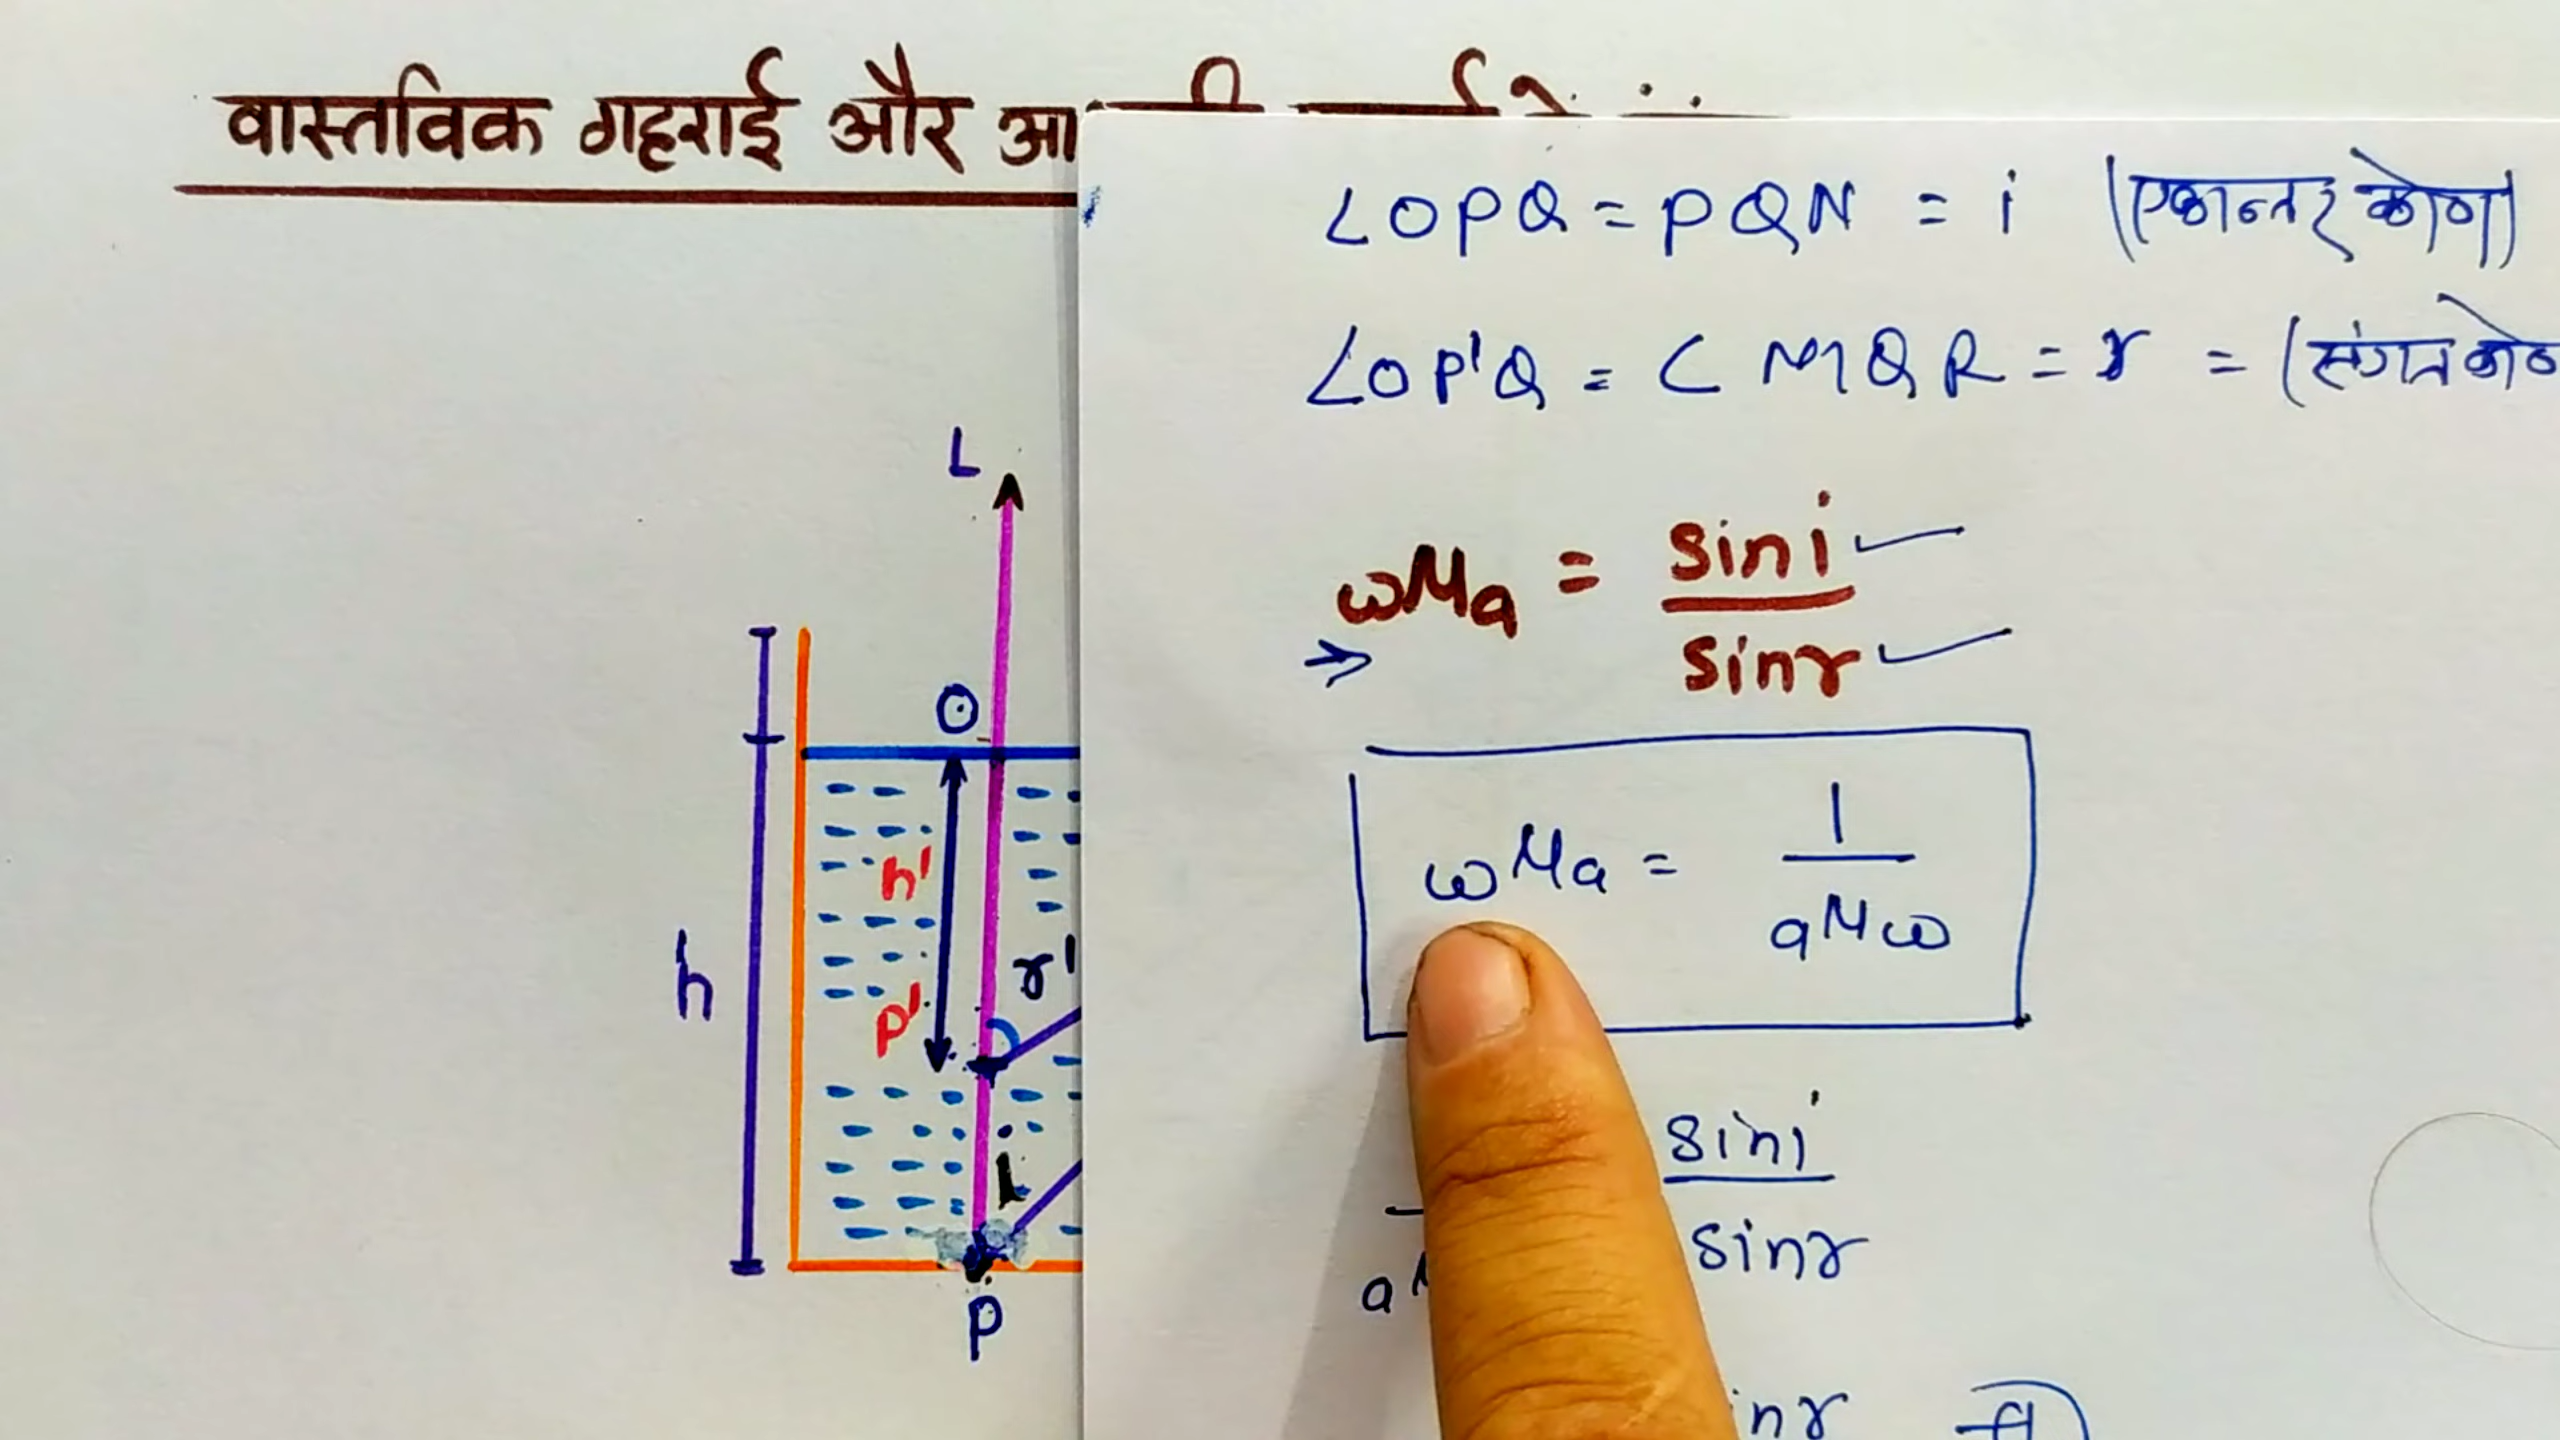 वास्तविक गहराई और आ
L
O
h'
r'
P'
h
i
P
∠OPQ = PQN = i (एकान्तर कोण)
∠OP'Q = ∠MQR = r = (संगत को
ωμa = sin i / sin r
⇒
ωμa = 1 / aμω
sin i
a
sin r